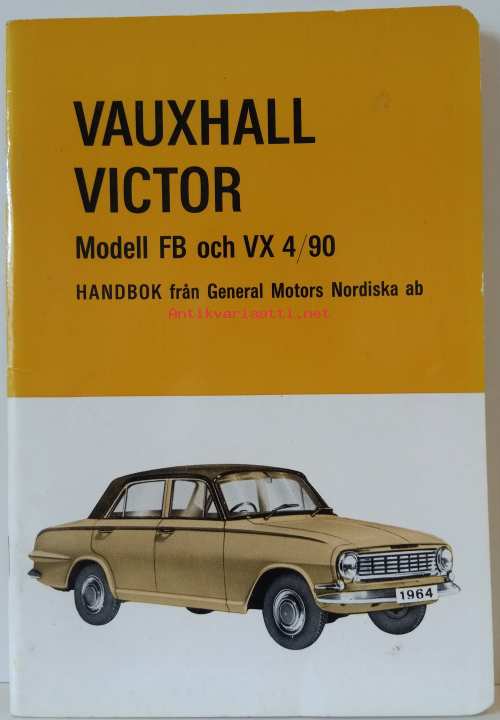 VAUXHALL
VICTOR
Modell FB och VX 4/90
HANDBOK från General Motors Nordiska ab
Antikvariaatti.net
1964